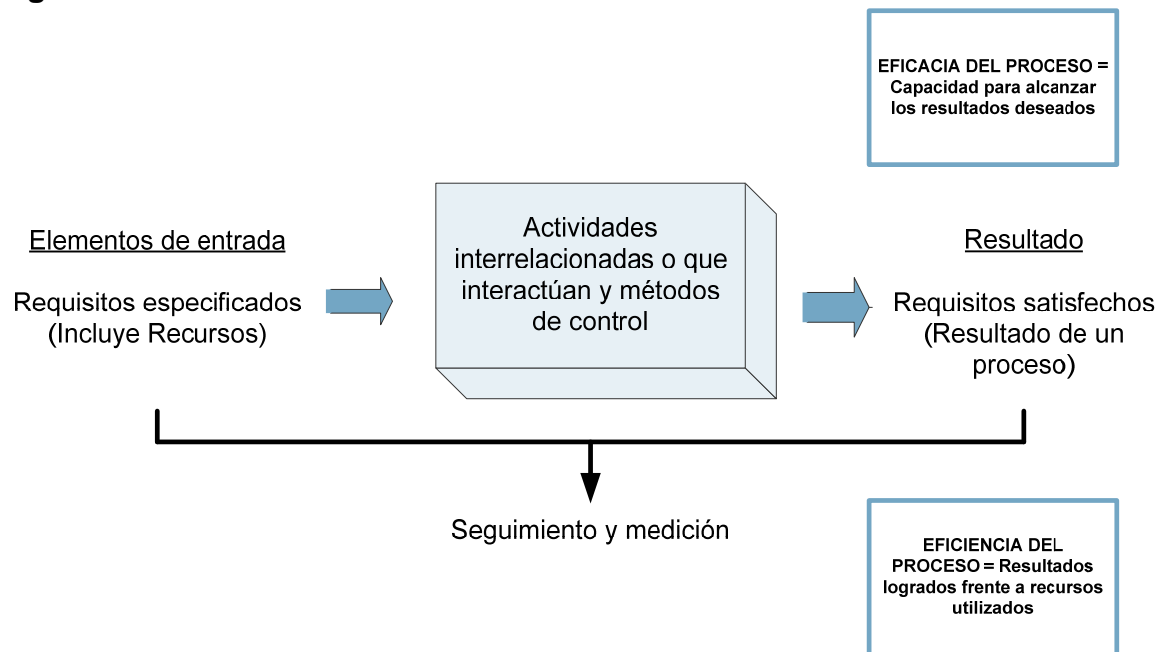 EFICACIA DEL PROCESO =
Capacidad para alcanzar
los resultados deseados
Elementos de entrada
Requisitos especificados
(Incluye Recursos)
Actividades
interrelacionadas o que
interactúan y métodos
de control
Resultado
Requisitos satisfechos
(Resultado de un
proceso)
Seguimiento y medición
EFICIENCIA DEL
PROCESO = Resultados
logrados frente a recursos
utilizados